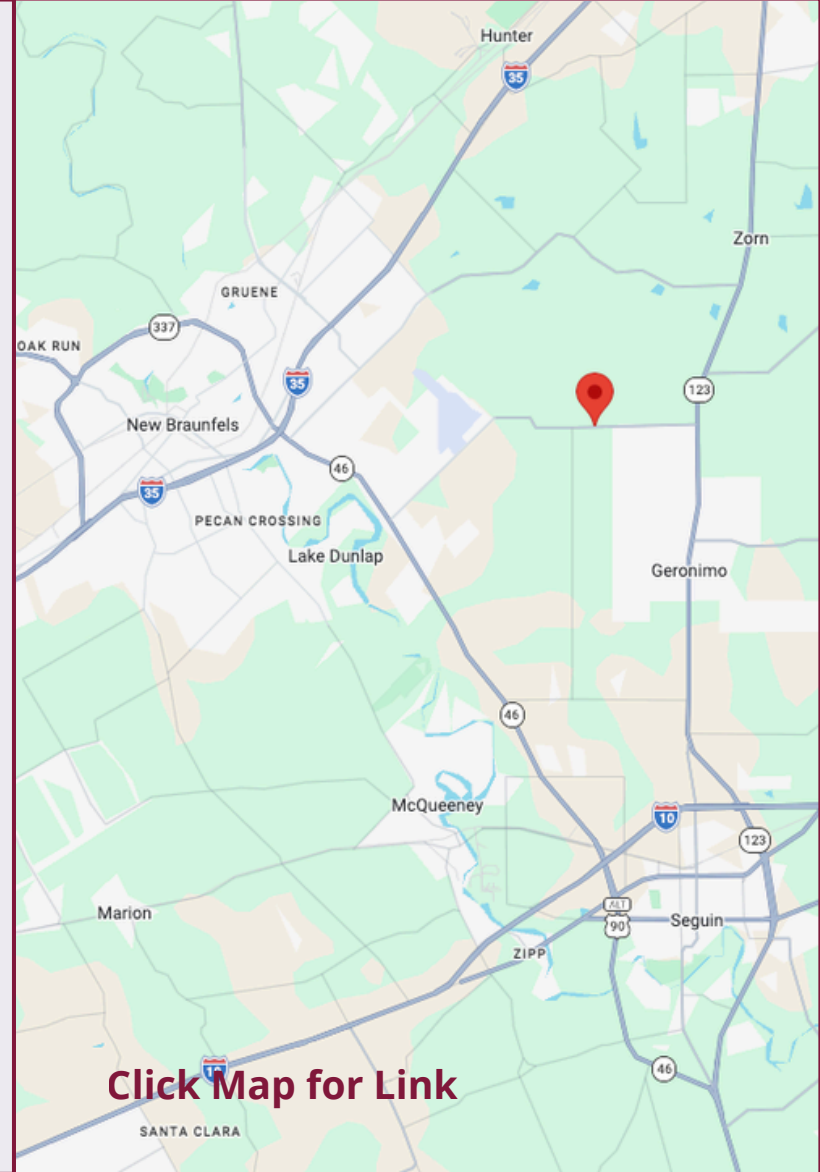 Hunter
35
Zorn
GRUENE
337
OAK RUN
35
123
New Braunfels
46
35
PECAN CROSSING
Lake Dunlap
Geronimo
46
McQueeney
10
123
ALT
90
Marion
Seguin
ZIPP
10
46
Click Map for Link
SANTA CLARA